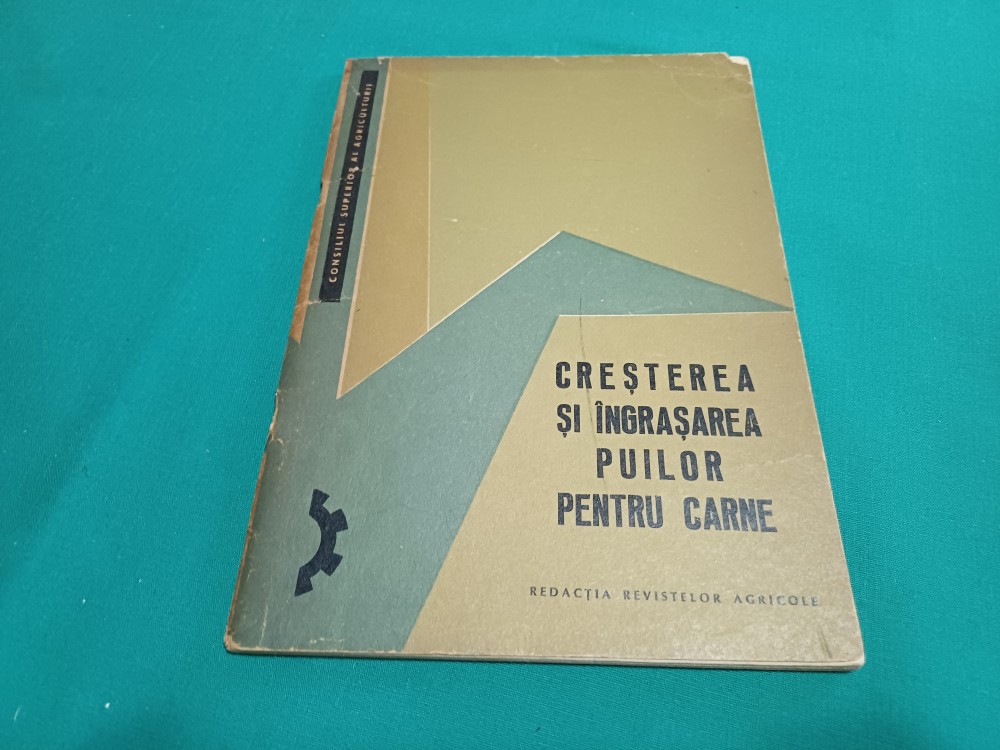 CONSILIUL SUPERIOR AL AGRICULTURII
CREȘTEREA
ȘI ÎNGRAȘAREA
PUILOR
PENTRU CARNE
REDACȚIA REVISTELOR AGRICOLE